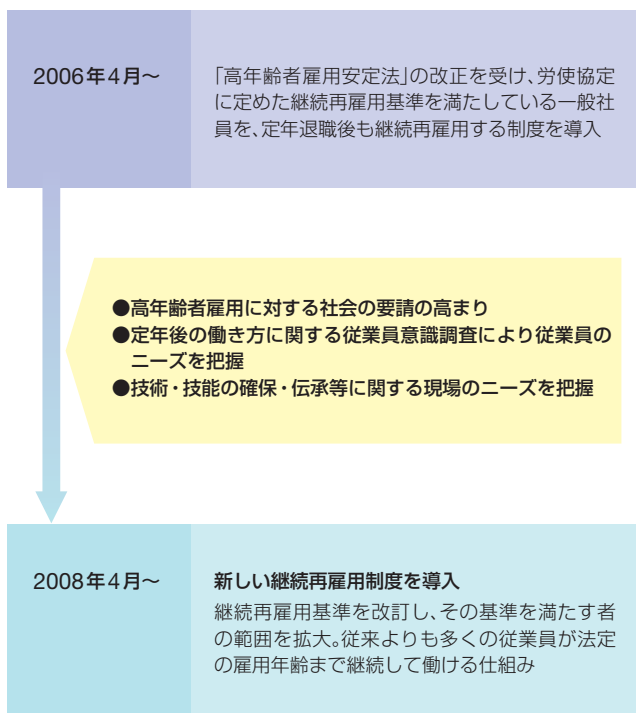 2006年4月〜
「高年齢者雇用安定法」の改正を受け、労使協定
に定めた継続再雇用基準を満たしている一般社
員を、定年退職後も継続再雇用する制度を導入
●高年齢者雇用に対する社会の要請の高まり
●定年後の働き方に関する従業員意識調査により従業員の
ニーズを把握
●技術・技能の確保・伝承等に関する現場のニーズを把握
2008年4月〜
新しい継続再雇用制度を導入
継続再雇用基準を改訂し、その基準を満たす者
の範囲を拡大。従来よりも多くの従業員が法定
の雇用年齢まで継続して働ける仕組み